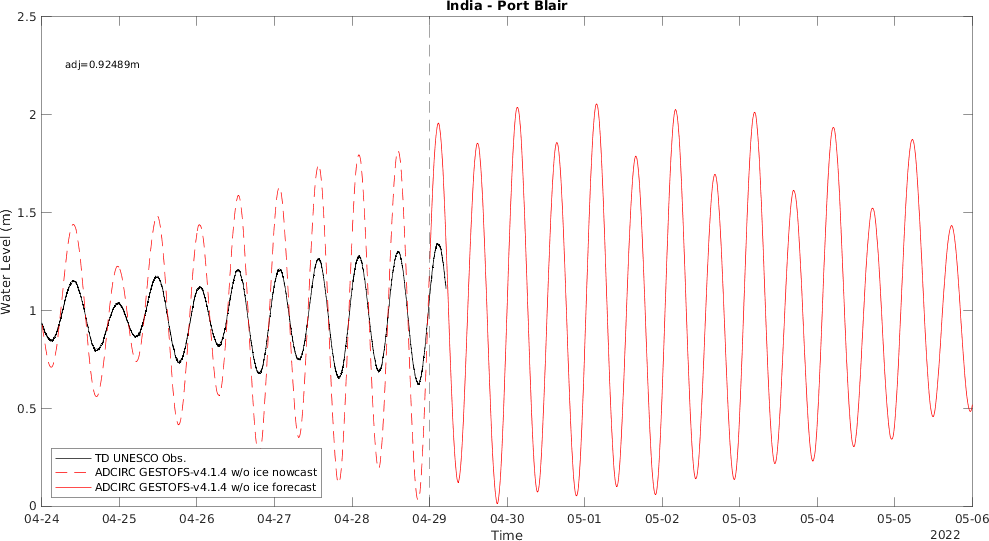 India - Port Blair
2.5
adj=0.92489m
2
1.5
1
0.5
0
Water Level (m)
TD UNESCO Obs.
ADCIRC GESTOFS-v4.1.4 w/o ice nowcast
ADCIRC GESTOFS-v4.1.4 w/o ice forecast
04-24 04-25 04-26 04-27 04-28 04-29 04-30 05-01 05-02 05-03 05-04 05-05 05-06
Time
2022